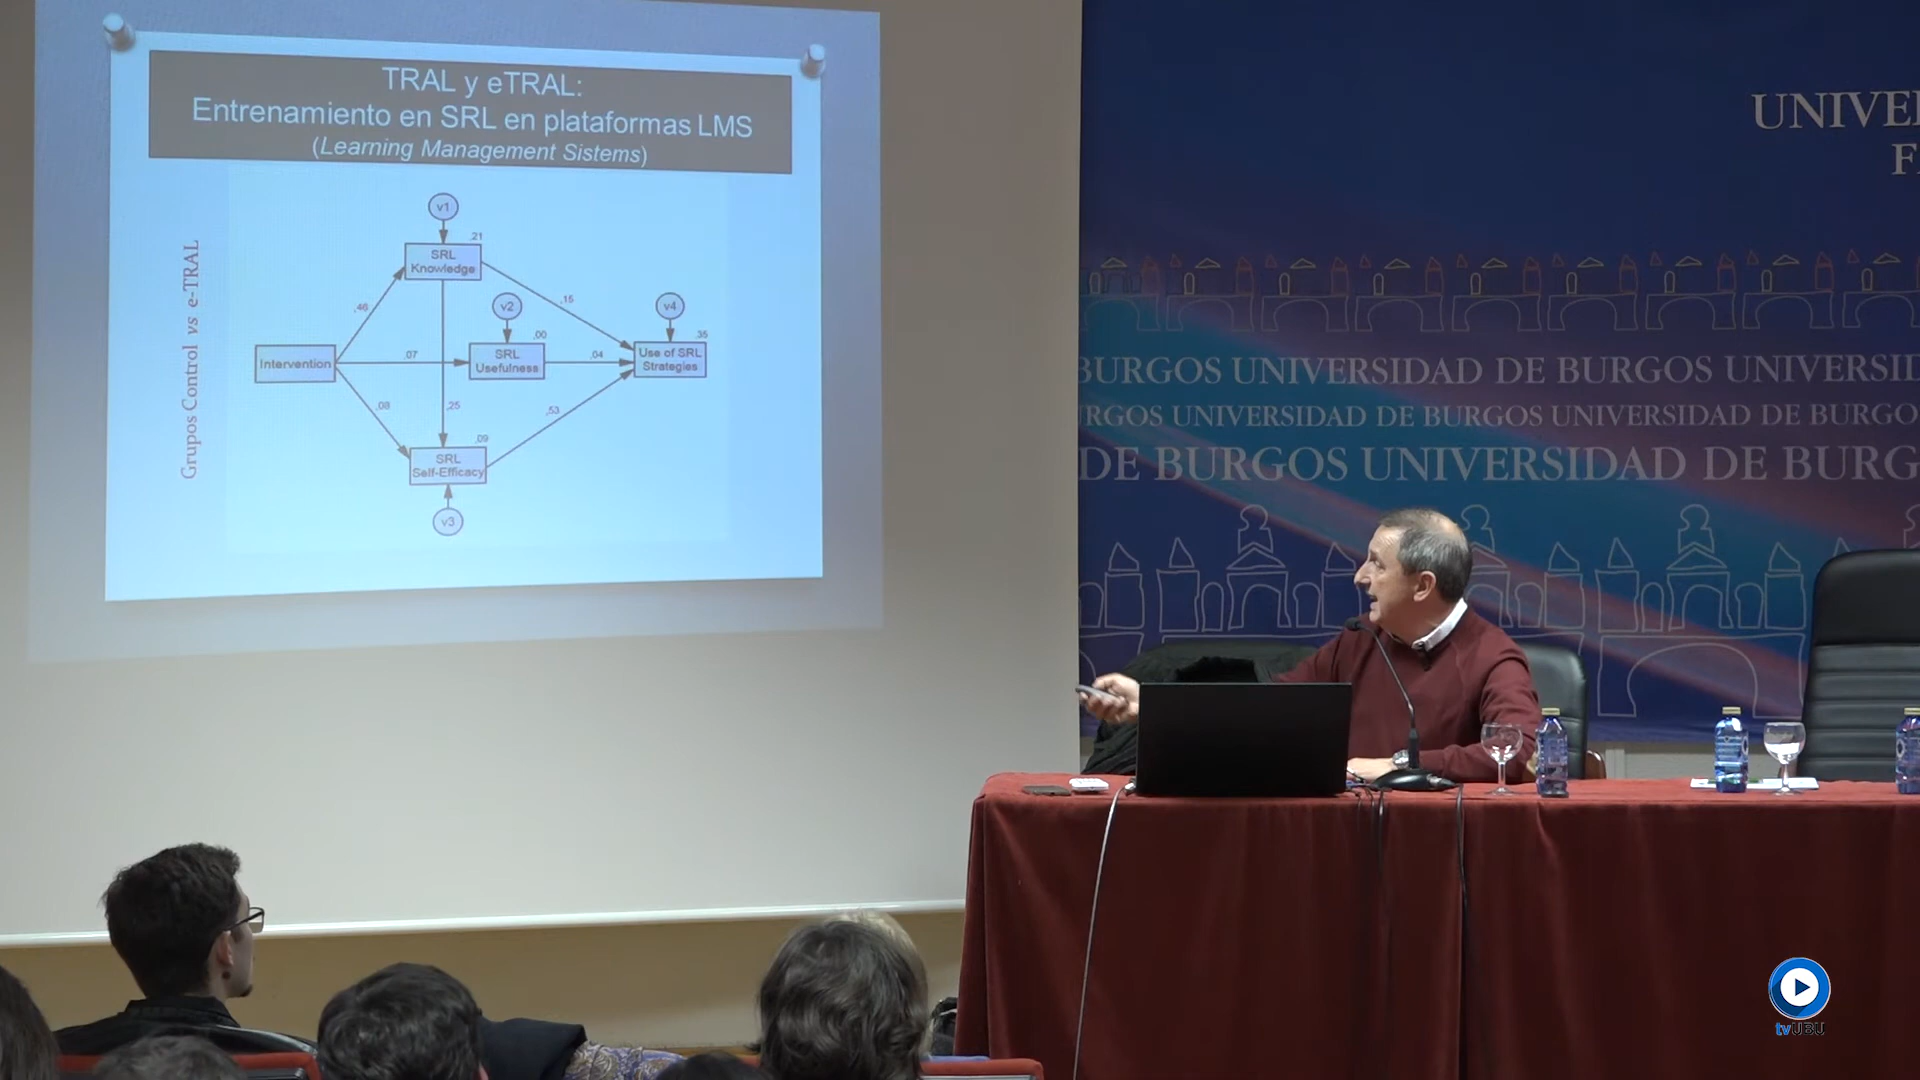 TRAL y eTRAL:
Entrenamiento en SRL en plataformas LMS
(Learning Management Sistems)
Grupos Control vs e-TRAL
v1
,21
SRL
Knowledge
,46
,15
v2
v4
,00
,35
Intervention
,07
SRL
Usefulness
,04
Use of SRL
Strategies
,08
,25
,53
,09
SRL
Self-Efficacy
v3
UNIVE
F
BURGOS UNIVERSIDAD DE BURGOS UNIVERSID
RGOS UNIVERSIDAD DE BURGOS UNIVERSIDAD DE BURGO
DE BURGOS UNIVERSIDAD DE BURG
tvUBU